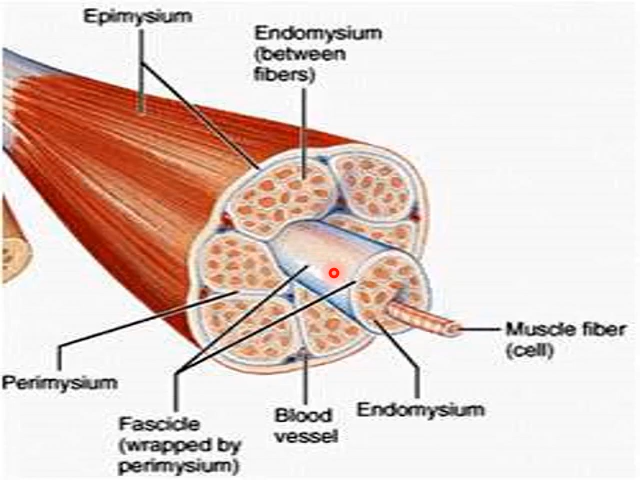 Epimysium
Endomysium
(between
fibers)
Muscle fiber
(cell)
Perimysium
Fascicle
(wrapped by
perimysium)
Blood
vessel
Endomysium